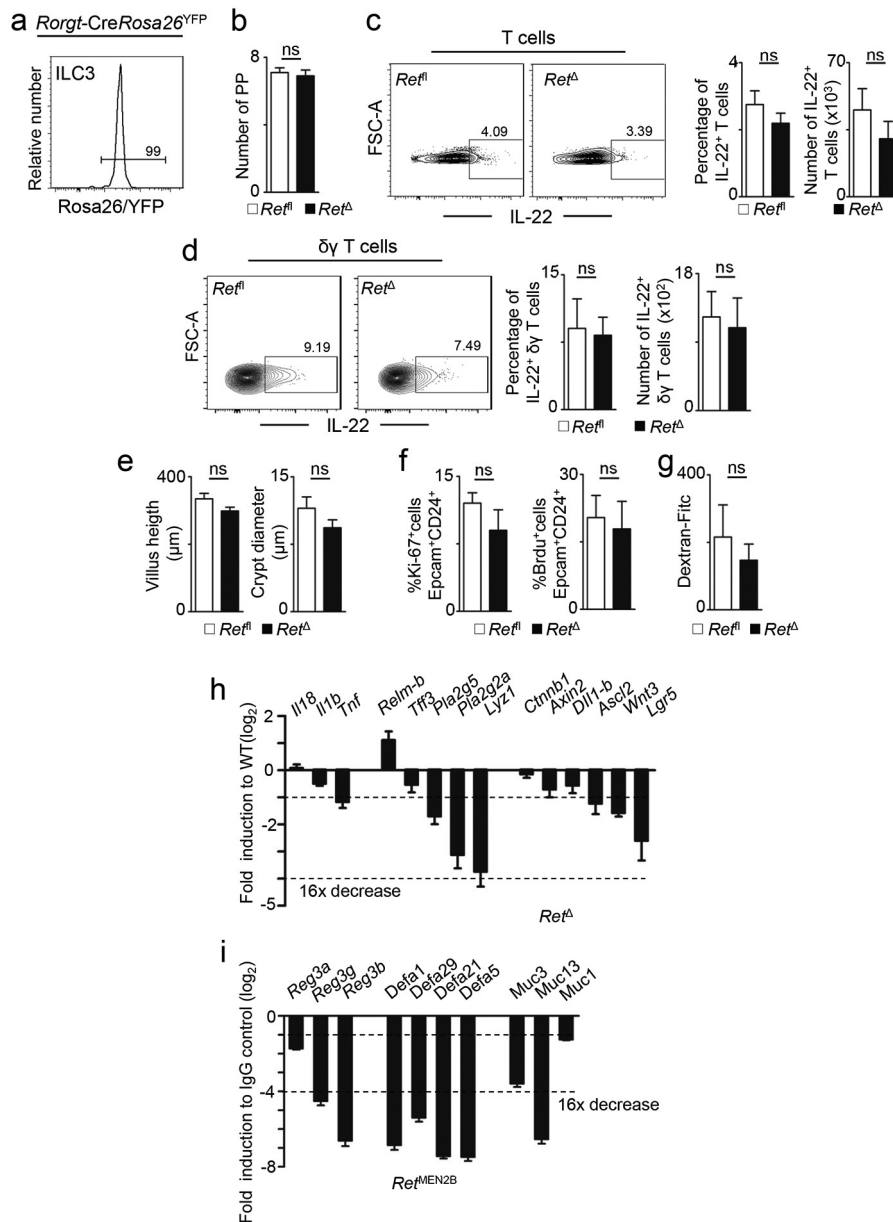 a
Rorgt-CreRosa26YFP
ILC3
99
Relative number
Rosa26/YFP
b
ns
8
0
Number of PP
Retfl RetΔ
c
T cells
Retfl
RetΔ
4.09
3.39
FSC-A
IL-22
ns
4
0
Percentage of
IL-22+ T cells
ns
70
0
Number of IL-22+
T cells (x10³)
Retfl RetΔ
d
δγ T cells
Retfl
RetΔ
9.19
7.49
FSC-A
IL-22
ns
15
0
Percentage of
IL-22+ δγ T cells
ns
18
0
Number of IL-22+
δγ T cells (x10²)
Retfl RetΔ
e
ns
400
0
Villus heigth
(µm)
ns
15
0
Crypt diameter
(µm)
Retfl RetΔ
f
ns
15
0
%Ki-67+cells
Epcam+CD24+
ns
30
0
%Brdu+cells
Epcam+CD24+
Retfl RetΔ
g
ns
400
0
Dextran-Fitc
Retfl RetΔ
h
Il18
Il1b
Tnf
Relm-b
Tff3
Pla2g5
Pla2g2a
Lyz1
Ctnnb1
Axin2
Dll1-b
Ascl2
Wnt3
Lgr5
Fold induction to WT(log2)
2
0
-2
-4
-5
16x decrease
RetΔ
i
Reg3a
Reg3g
Reg3b
Defa1
Defa29
Defa21
Defa5
Muc3
Muc13
Muc1
Fold induction to IgG control (log2)
0
-4
-8
16x decrease
RetMEN2B